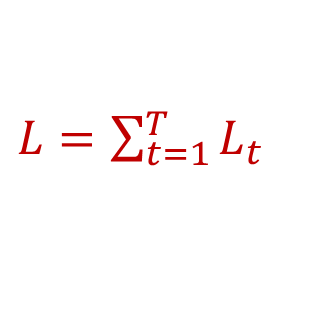 L = ∑_{t=1}^{T} L_t